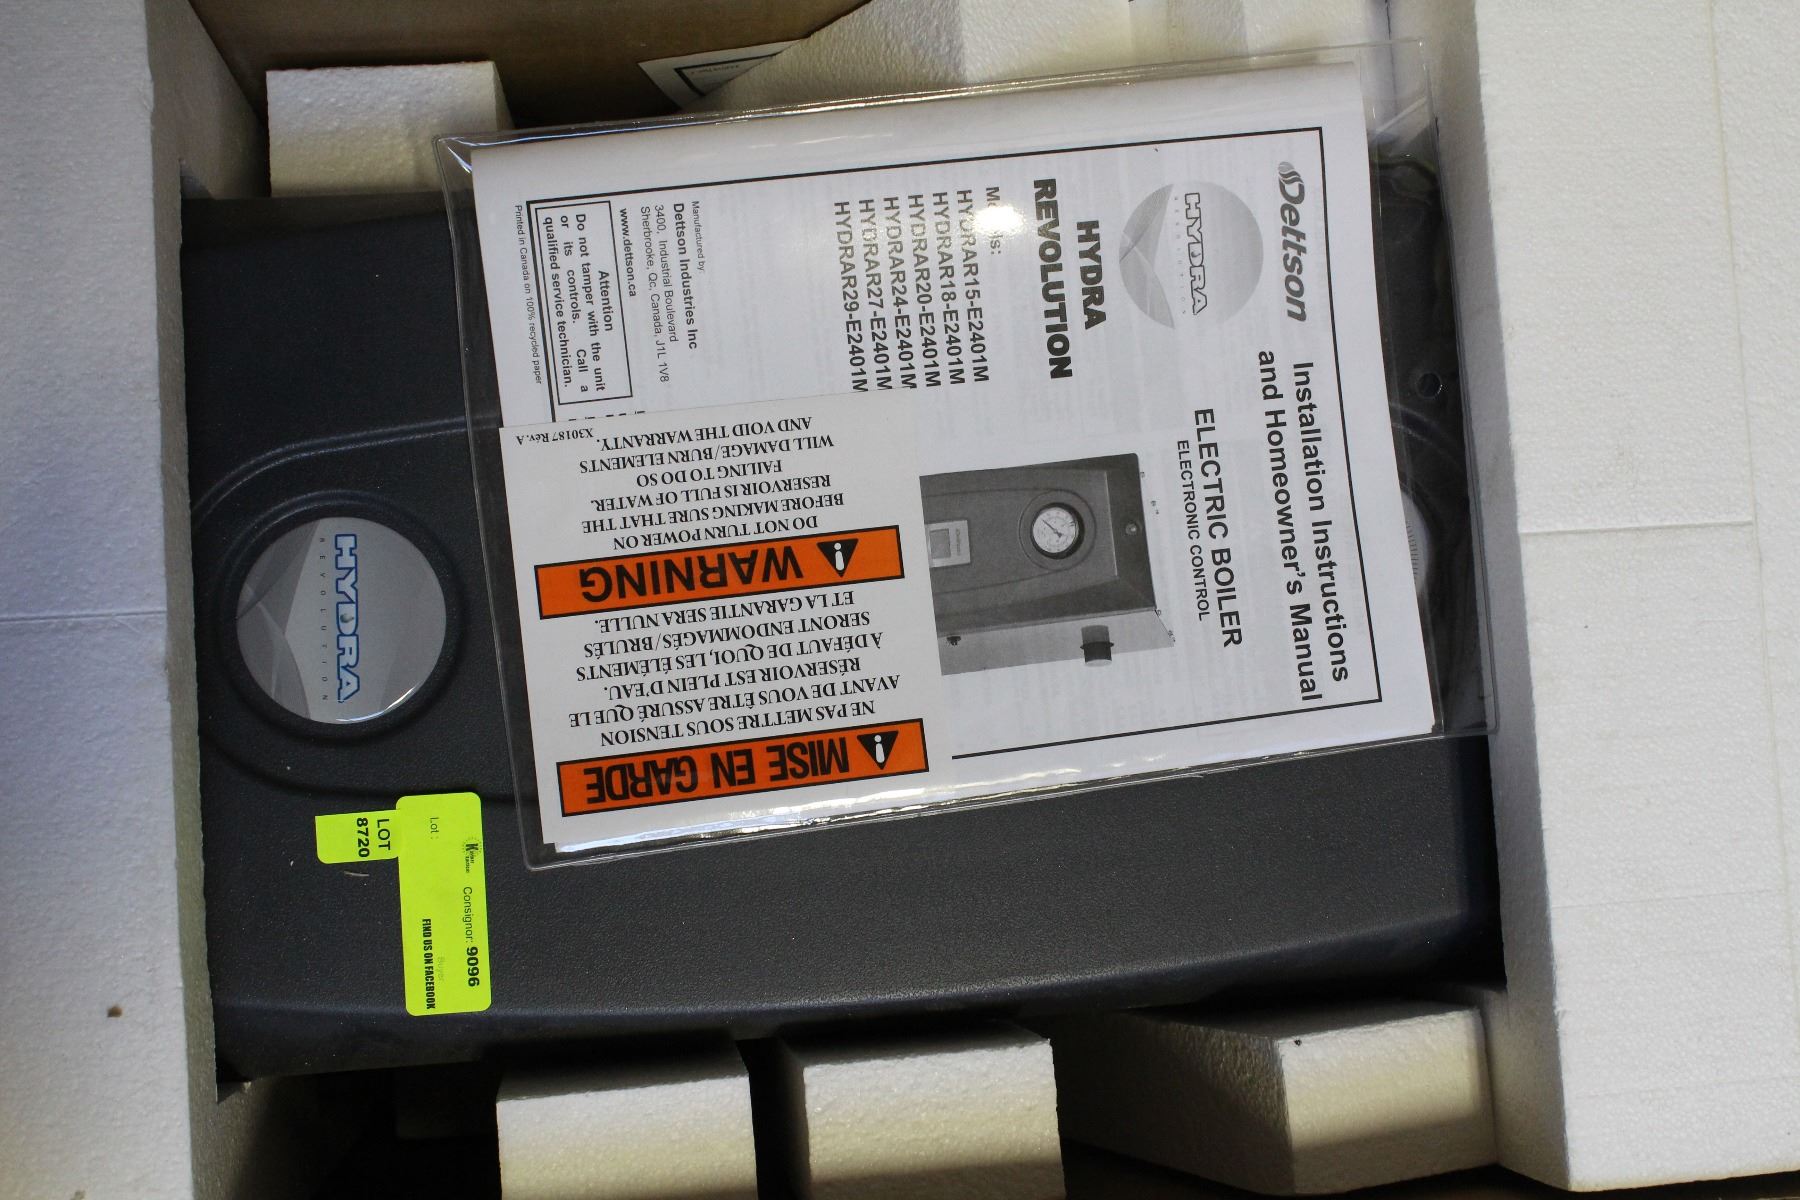 Dettson
Installation Instructions
and Homeowner's Manual
HYDRA
REVOLUTION
ELECTRIC BOILER
ELECTRONIC CONTROL
HYDRA
REVOLUTION
HYDRAR15-E2401M
HYDRAR18-E2401M
HYDRAR20-E2401M
HYDRAR24-E2401M
HYDRAR27-E2401M
HYDRAR29-E2401M
Manufactured by:
Dettson Industries Inc
3400, Industrial Boulevard
Sherbrooke, Qc, Canada, J1L 1V8
www.dettson.ca
Attention
Do not tamper with the unit
or its controls. Call a
qualified service technician.
Printed in Canada on 100% recycled paper
MISE EN GARDE
NE PAS METTRE SOUS TENSION
AVANT DE VOUS ÊTRE ASSURÉ QUE LE
RÉSERVOIR EST PLEIN D'EAU.
À DÉFAUT DE QUOI, LES ÉLÉMENTS
SERONT ENDOMMAGÉS/BRULÉS
ET LA GARANTIE SERA NULLE.
WARNING
DO NOT TURN POWER ON
BEFORE MAKING SURE THAT THE
RESERVOIR IS FULL OF WATER.
FAILING TO DO SO
WILL DAMAGE/BURN ELEMENTS
AND VOID THE WARRANTY.
X30187 Rév. A
HYDRA
REVOLUTION
LOT
8720
Consignor: 9096
Lot:
Buyer
FIND US ON FACEBOOK